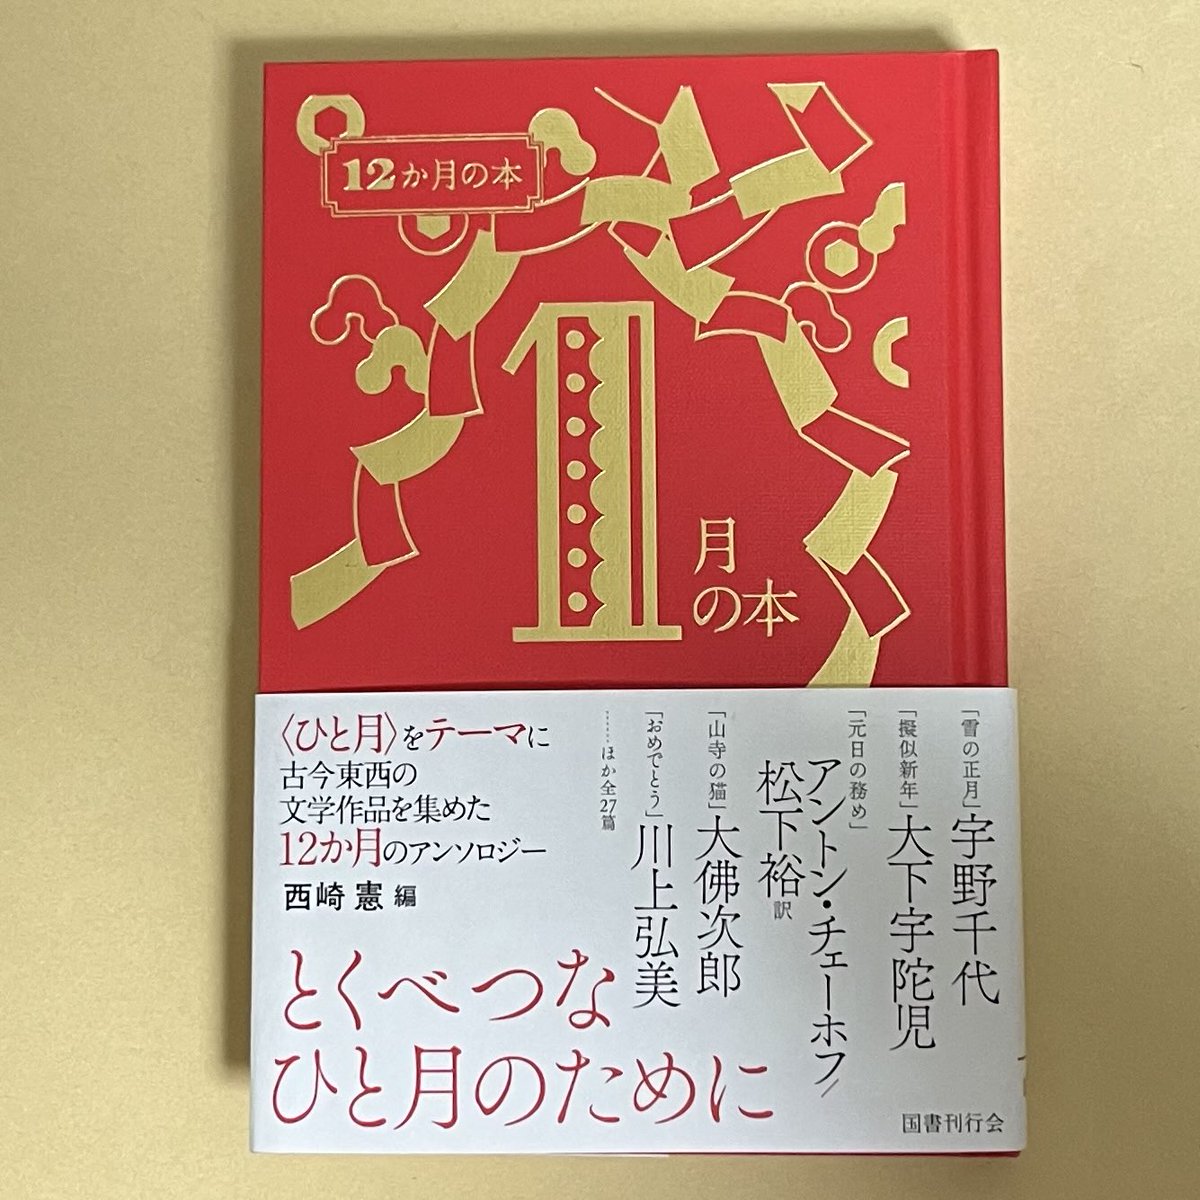 12か月の本
1
月
の本
〈ひと月〉をテーマに
古今東西の
文学作品を集めた
12か月のアンソロジー
西崎 憲 編
「雪の正月」宇野千代
「擬似新年」大下宇陀児
「元日の務め」
アントン・チェーホフ/
松下裕 訳
「山寺の猫」大佛次郎
「おめでとう」川上弘美
……ほか全27篇
とくべつな
ひと月のために
国書刊行会